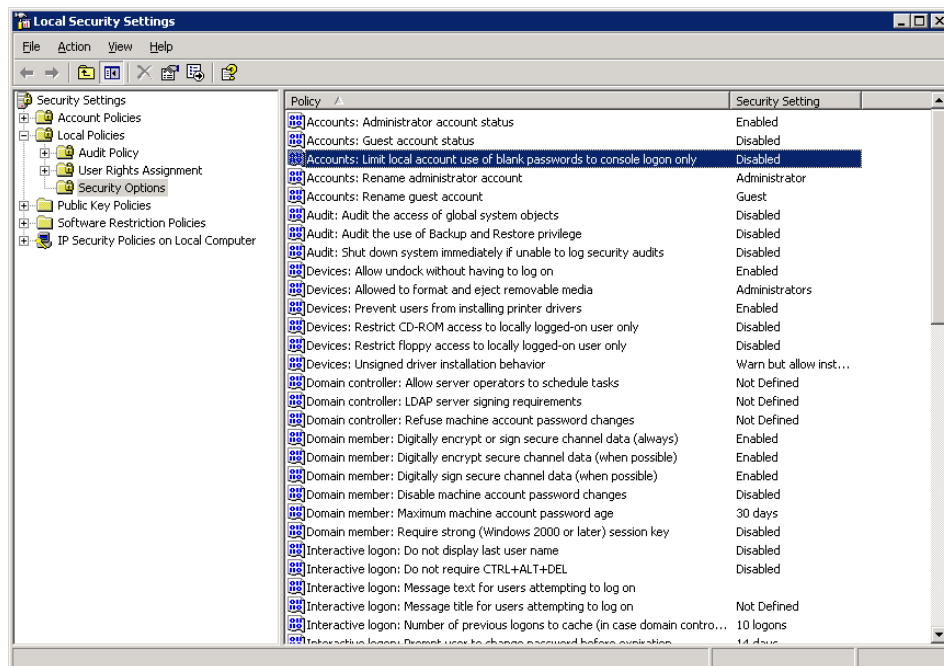 Local Security Settings
File Action View Help
Security Settings
Account Policies
Local Policies
Audit Policy
User Rights Assignment
Security Options
Public Key Policies
Software Restriction Policies
IP Security Policies on Local Computer
Policy Security Setting
Accounts: Administrator account status Enabled
Accounts: Guest account status Disabled
Accounts: Limit local account use of blank passwords to console logon only Disabled
Accounts: Rename administrator account Administrator
Accounts: Rename guest account Guest
Audit: Audit the access of global system objects Disabled
Audit: Audit the use of Backup and Restore privilege Disabled
Audit: Shut down system immediately if unable to log security audits Disabled
Devices: Allow undock without having to log on Enabled
Devices: Allowed to format and eject removable media Administrators
Devices: Prevent users from installing printer drivers Enabled
Devices: Restrict CD-ROM access to locally logged-on user only Disabled
Devices: Restrict floppy access to locally logged-on user only Disabled
Devices: Unsigned driver installation behavior Warn but allow inst...
Domain controller: Allow server operators to schedule tasks Not Defined
Domain controller: LDAP server signing requirements Not Defined
Domain controller: Refuse machine account password changes Not Defined
Domain member: Digitally encrypt or sign secure channel data (always) Enabled
Domain member: Digitally encrypt secure channel data (when possible) Enabled
Domain member: Digitally sign secure channel data (when possible) Enabled
Domain member: Disable machine account password changes Disabled
Domain member: Maximum machine account password age 30 days
Domain member: Require strong (Windows 2000 or later) session key Disabled
Interactive logon: Do not display last user name Disabled
Interactive logon: Do not require CTRL+ALT+DEL Disabled
Interactive logon: Message text for users attempting to log on
Interactive logon: Message title for users attempting to log on Not Defined
Interactive logon: Number of previous logons to cache (in case domain contro... 10 logons
Interactive logon: Prompt user to change password before expiration 14 days